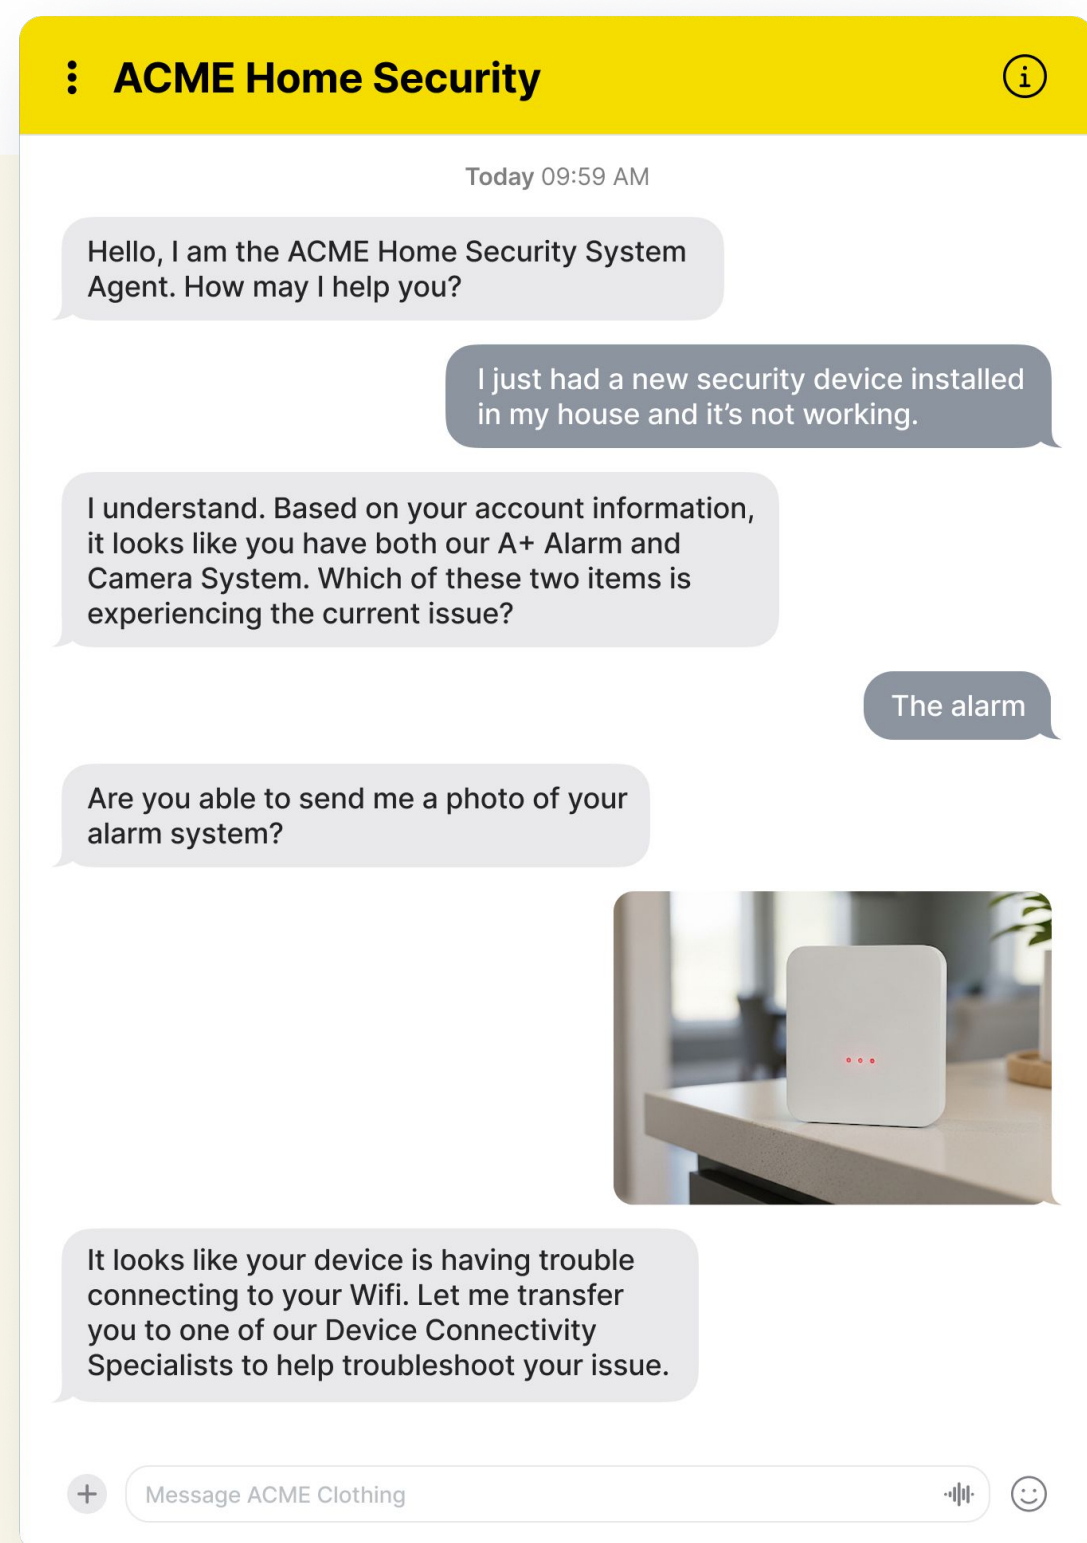 ACME Home Security
Today 09:59 AM
Hello, I am the ACME Home Security System
Agent. How may I help you?
I just had a new security device installed
in my house and it’s not working.
I understand. Based on your account information,
it looks like you have both our A+ Alarm and
Camera System. Which of these two items is
experiencing the current issue?
The alarm
Are you able to send me a photo of your
alarm system?
It looks like your device is having trouble
connecting to your Wifi. Let me transfer
you to one of our Device Connectivity
Specialists to help troubleshoot your issue.
Message ACME Clothing